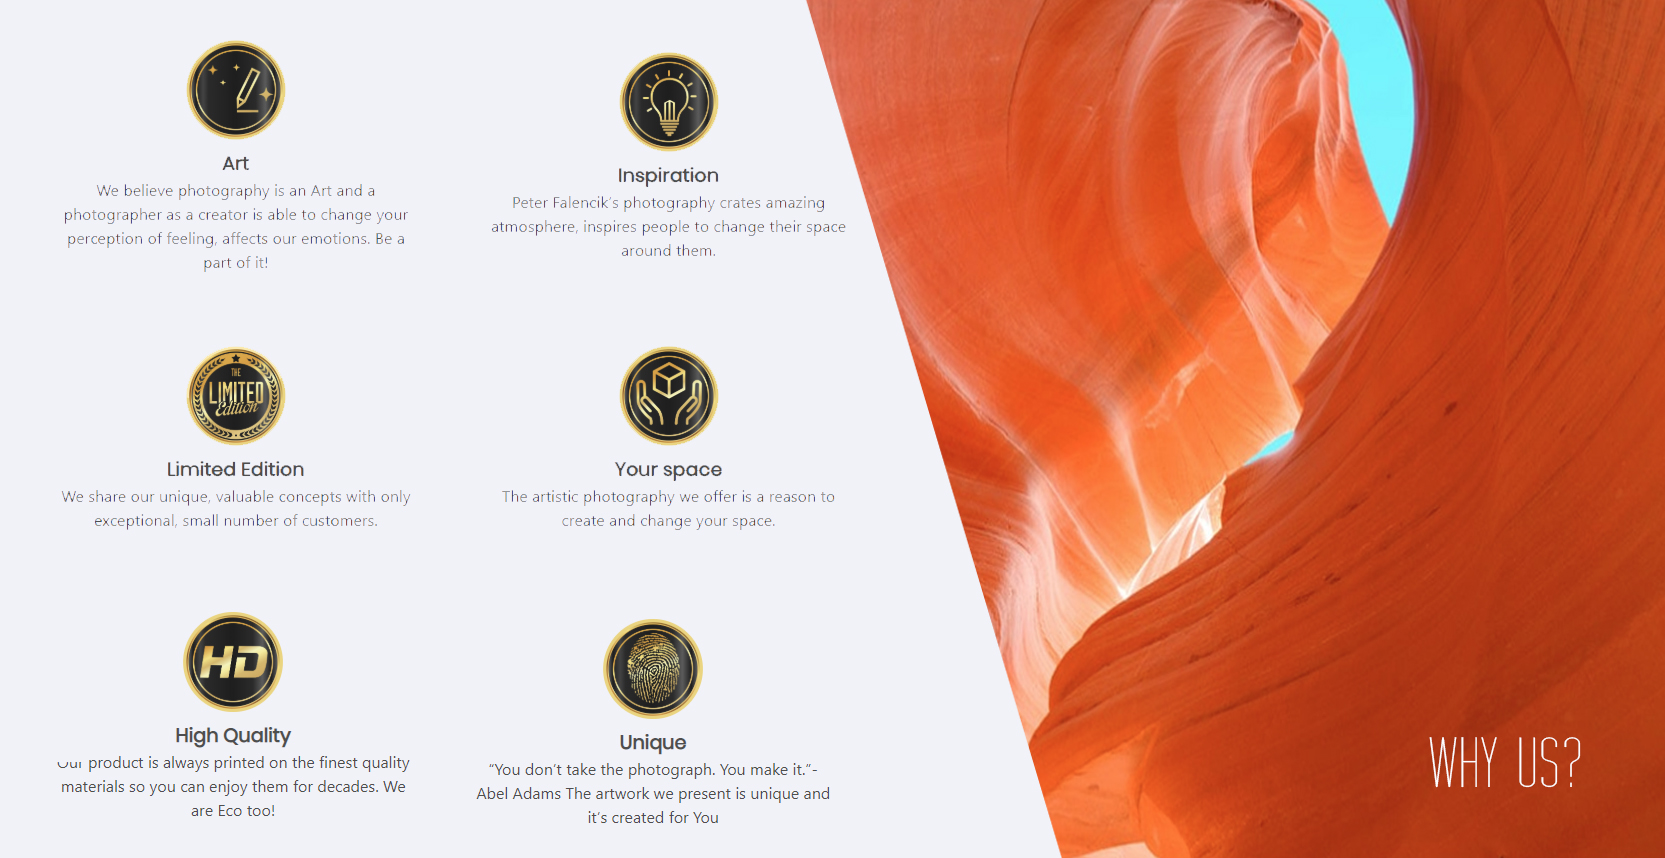 Art
We believe photography is an Art and a
photographer as a creator is able to change your
perception of feeling, affects our emotions. Be a
part of it!
Inspiration
Peter Falencik's photography crates amazing
atmosphere, inspires people to change their space
around them.
THE
LIMITED
Edition
Limited Edition
We share our unique, valuable concepts with only
exceptional, small number of customers.
Your space
The artistic photography we offer is a reason to
create and change your space.
HD
High Quality
Our product is always printed on the finest quality
materials so you can enjoy them for decades. We
are Eco too!
Unique
“You don’t take the photograph. You make it.”-
Abel Adams The artwork we present is unique and
it’s created for You
WHY US?